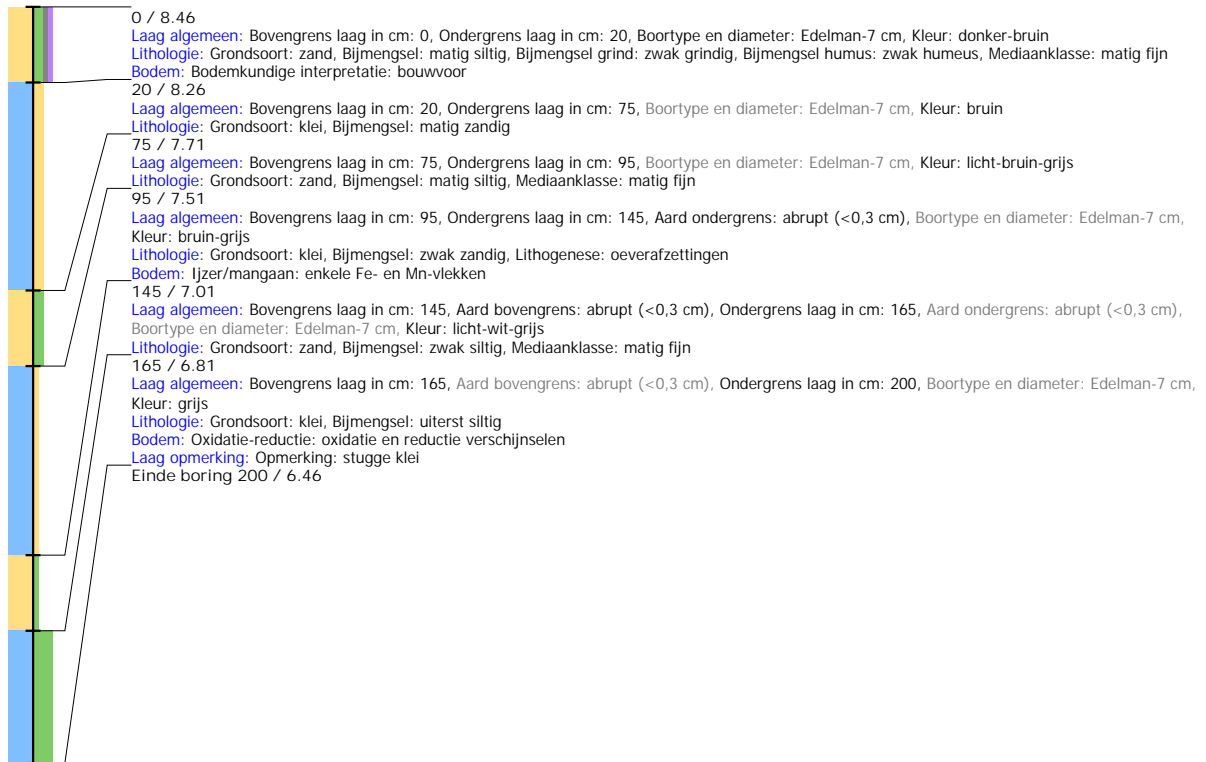 0 / 8.46
Laag algemeen: Bovengrens laag in cm: 0, Ondergrens laag in cm: 20, Boortype en diameter: Edelman-7 cm, Kleur: donker-bruin
Lithologie: Grondsoort: zand, Bijmengsel: matig siltig, Bijmengsel grind: zwak grindig, Bijmengsel humus: zwak humeus, Mediaanklasse: matig fijn
Bodem: Bodemkundige interpretatie: bouwvoor
20 / 8.26
Laag algemeen: Bovengrens laag in cm: 20, Ondergrens laag in cm: 75, Boortype en diameter: Edelman-7 cm, Kleur: bruin
Lithologie: Grondsoort: klei, Bijmengsel: matig zandig
75 / 7.71
Laag algemeen: Bovengrens laag in cm: 75, Ondergrens laag in cm: 95, Boortype en diameter: Edelman-7 cm, Kleur: licht-bruin-grijs
Lithologie: Grondsoort: zand, Bijmengsel: matig siltig, Mediaanklasse: matig fijn
95 / 7.51
Laag algemeen: Bovengrens laag in cm: 95, Ondergrens laag in cm: 145, Aard ondergrens: abrupt (<0,3 cm), Boortype en diameter: Edelman-7 cm,
Kleur: bruin-grijs
Lithologie: Grondsoort: klei, Bijmengsel: zwak zandig, Lithogenese: oeverafzettingen
Bodem: Ijzer/mangaan: enkele Fe- en Mn-vlekken
145 / 7.01
Laag algemeen: Bovengrens laag in cm: 145, Aard bovengrens: abrupt (<0,3 cm), Ondergrens laag in cm: 165, Aard ondergrens: abrupt (<0,3 cm),
Boortype en diameter: Edelman-7 cm, Kleur: licht-wit-grijs
Lithologie: Grondsoort: zand, Bijmengsel: zwak siltig, Mediaanklasse: matig fijn
165 / 6.81
Laag algemeen: Bovengrens laag in cm: 165, Aard bovengrens: abrupt (<0,3 cm), Ondergrens laag in cm: 200, Boortype en diameter: Edelman-7 cm,
Kleur: grijs
Lithologie: Grondsoort: klei, Bijmengsel: uiterst siltig
Bodem: Oxidatie-reductie: oxidatie en reductie verschijnselen
Laag opmerking: Opmerking: stugge klei
Einde boring 200 / 6.46